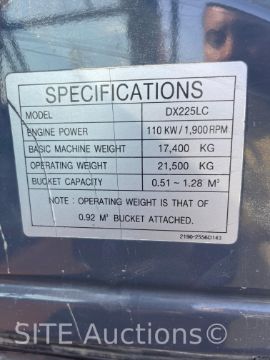 SPECIFICATIONS
MODEL DX225LC
ENGINE POWER 110 KW / 1,900 RPM
BASIC MACHINE WEIGHT 17,400 KG
OPERATING WEIGHT 21,500 KG
BUCKET CAPACITY 0.51 ~ 1.28 M³
NOTE : OPERATING WEIGHT IS THAT OF
0.92 M³ BUCKET ATTACHED.
SITE Auctions™